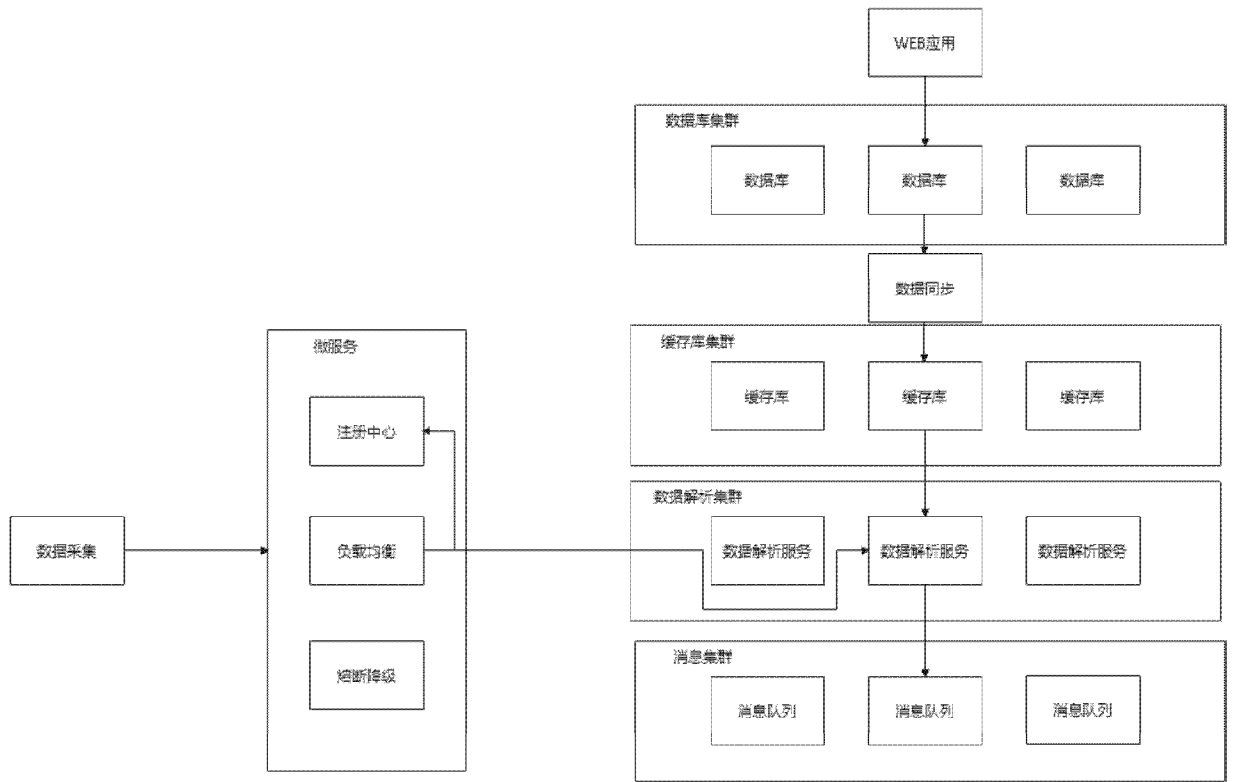 WEB应用
数据库集群
数据库
数据库
数据库
数据同步
缓存库集群
缓存库
缓存库
缓存库
微服务
注册中心
数据解析集群
数据采集
负载均衡
数据解析服务
数据解析服务
数据解析服务
熔断降级
消息集群
消息队列
消息队列
消息队列